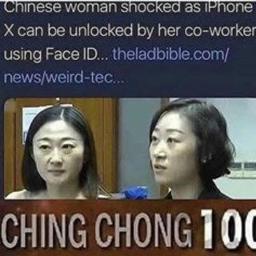 Chinese woman shocked as iPhone
X can be unlocked by her co-worker
using Face ID... theladbible.com/
news/weird-tec...
CHING CHONG 100